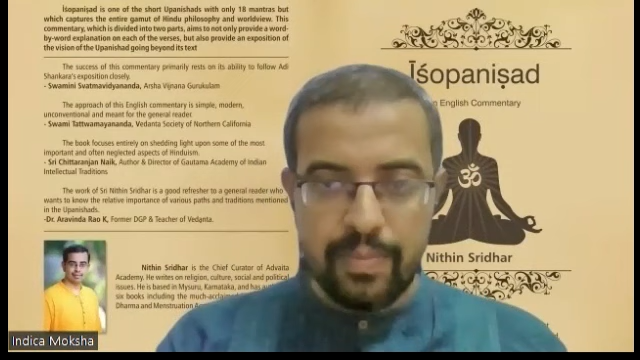 Īśopaniṣad is one of the short Upanishads with only 18 mantras but
which captures the entire gamut of Hindu philosophy and worldview. This
commentary, which is divided into two parts, aims to not only provide a word-
by-word explanation on each of the verses, but also provide an exposition of
the vision of the Upanishad going beyond its text
The success of this commentary primarily rests on its ability to follow Adi
Shankara's exposition closely.
- Swamini Svatmavidyananda, Arsha Vijnana Gurukulam
The approach of this English commentary is simple, modern,
unconventional and meant for the general reader.
- Swami Tattwamayananda, Vedanta Society of Northern California
The book focuses entirely on shedding light upon some of the most
important and often neglected aspects of Hinduism.
- Sri Chittaranjan Naik, Author & Director of Gautama Academy of Indian
Intellectual Traditions
The work of Sri Nithin Sridhar is a good refresher to a general reader who
wants to know the relative importance of various paths and traditions mentioned
in the Upanishads.
-Dr. Aravinda Rao K, Former DGP & Teacher of Vedanta.
Nithin Sridhar is the Chief Curator of Advaita
Academy. He writes on religion, culture, social and political
issues. He is based in Mysuru, Karnataka, and has
six books including the much-acclaimed
Dharma and Menstruation
Īśopaniṣad
English Commentary
ॐ
Nithin Sridhar
Indica Moksha